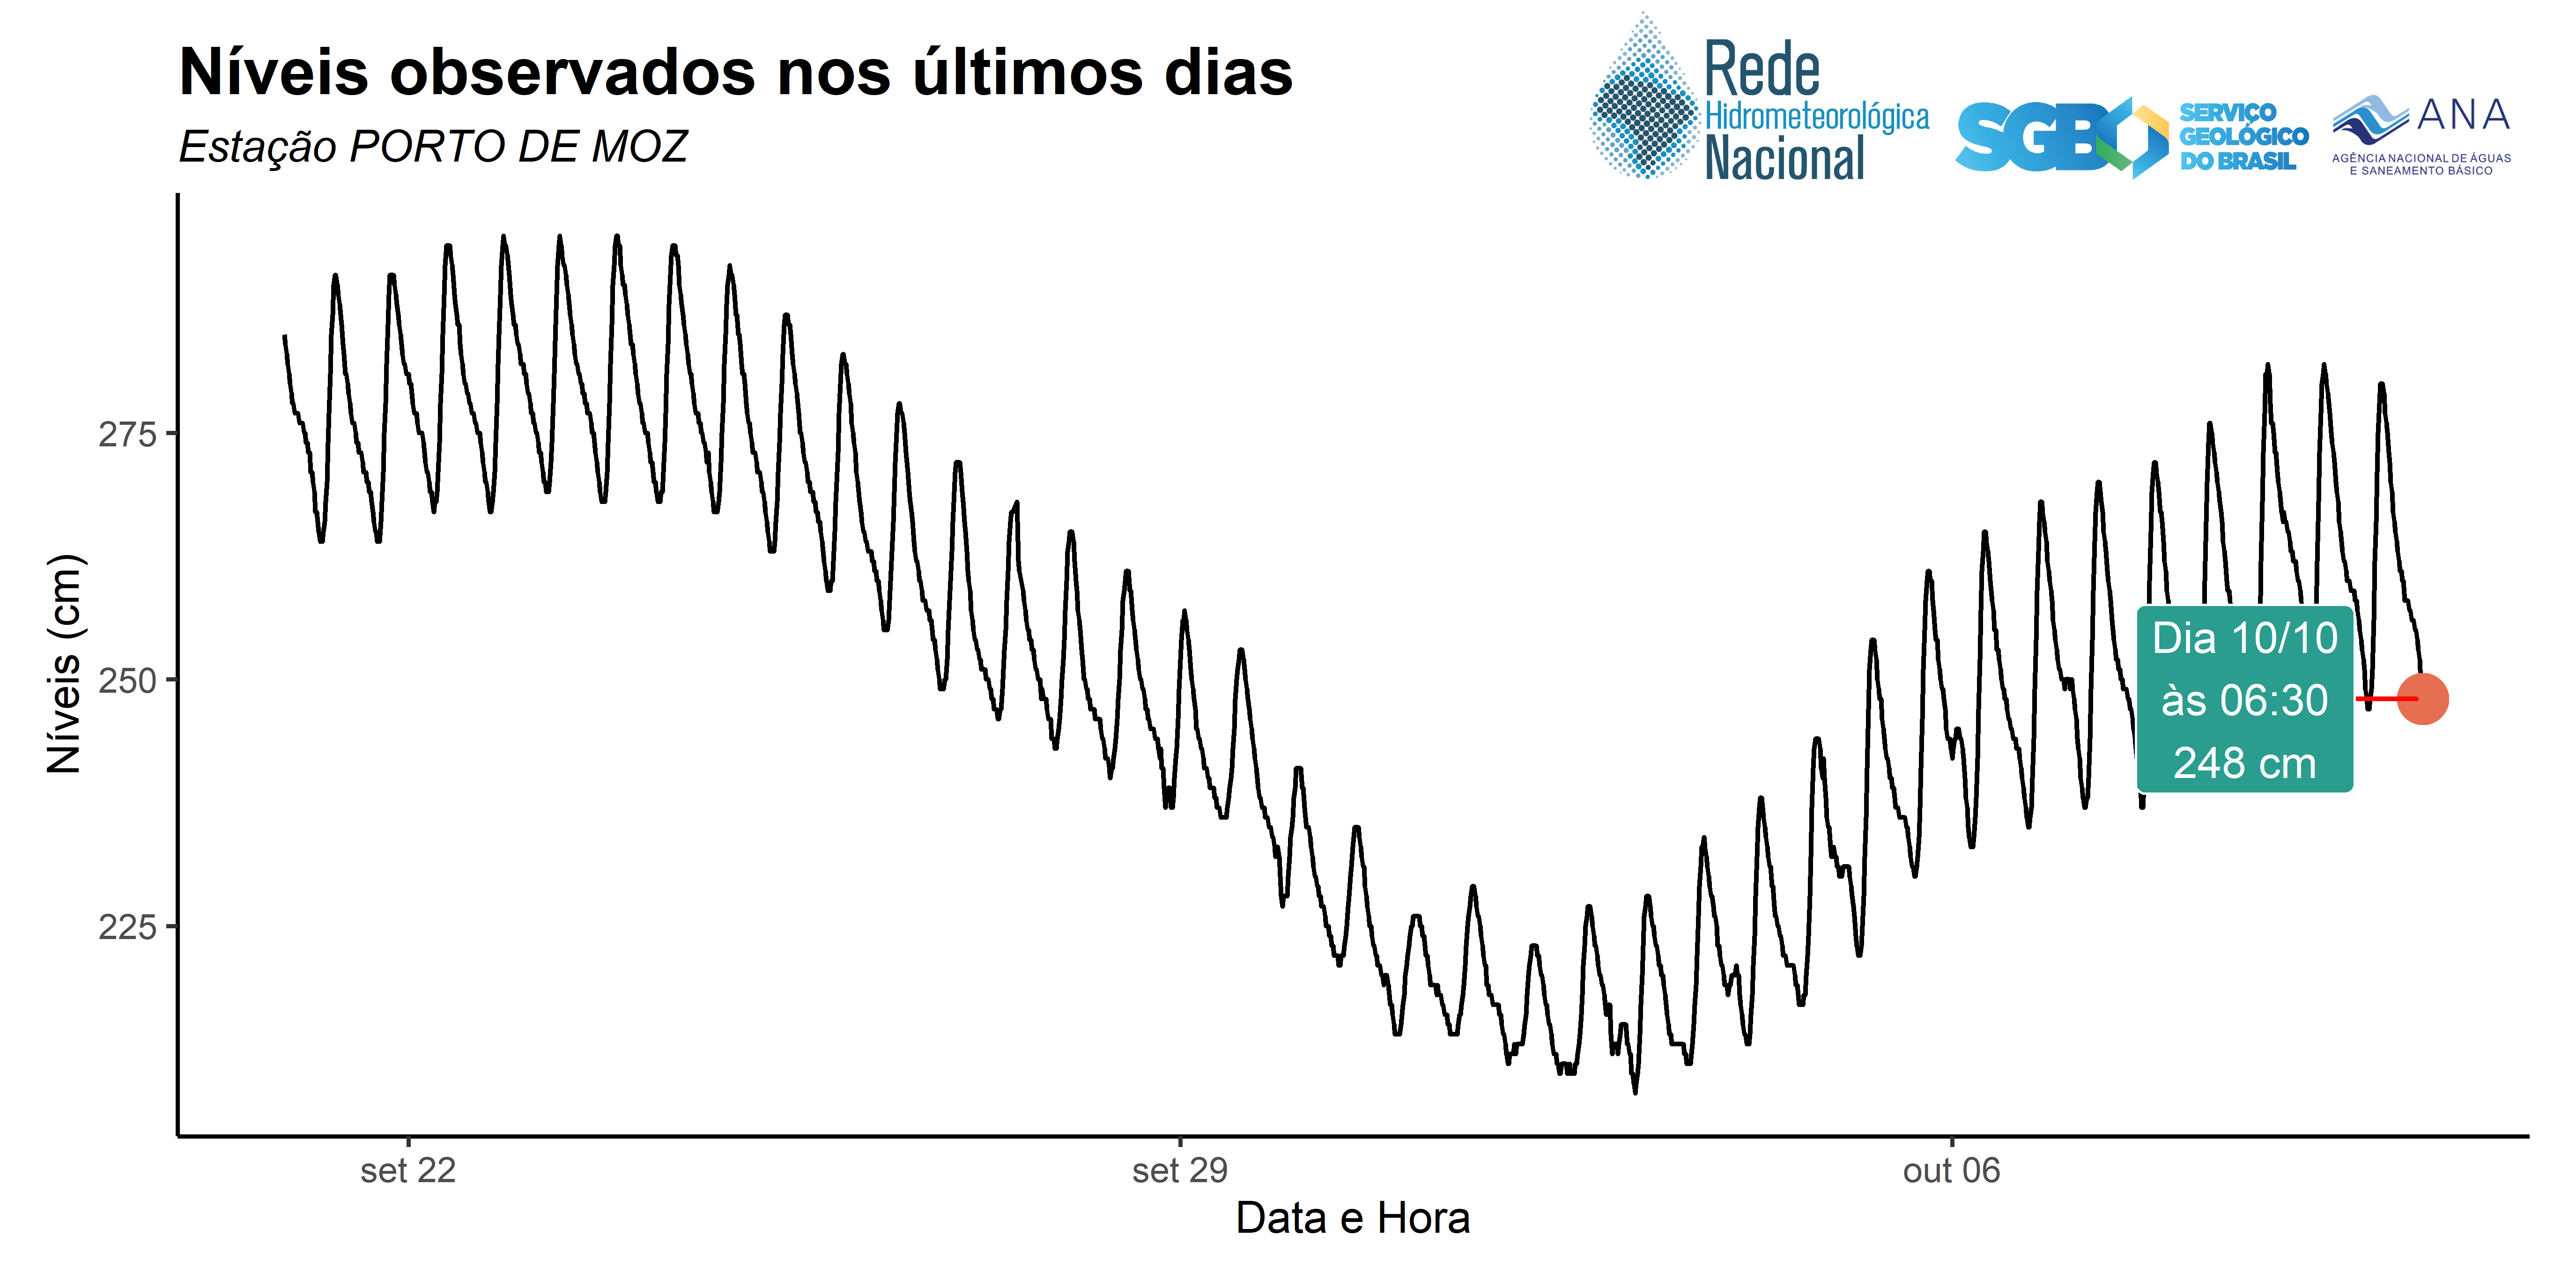 Níveis observados nos últimos dias
Estação PORTO DE MOZ
Rede
Hidrometeorológica
Nacional
SGB
SERVIÇO
GEOLÓGICO
DO BRASIL
ANA
AGÊNCIA NACIONAL DE ÁGUAS
E SANEAMENTO BÁSICO
Níveis (cm)
275
250
225
Dia 10/10
às 06:30
248 cm
set 22
set 29
out 06
Data e Hora